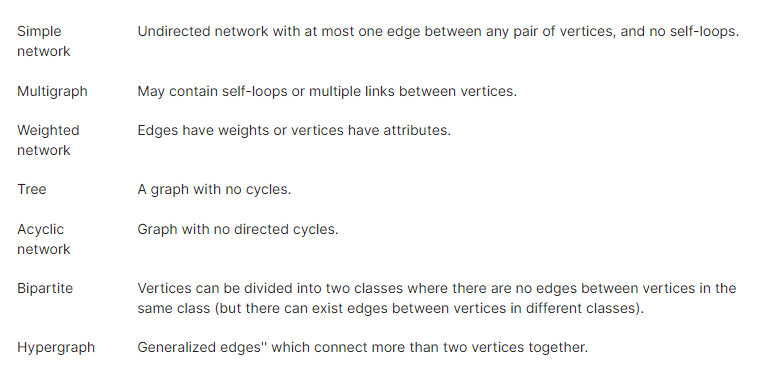 Simple network
Undirected network with at most one edge between any pair of vertices, and no self-loops.
Multigraph
May contain self-loops or multiple links between vertices.
Weighted network
Edges have weights or vertices have attributes.
Tree
A graph with no cycles.
Acyclic network
Graph with no directed cycles.
Bipartite
Vertices can be divided into two classes where there are no edges between vertices in the
same class (but there can exist edges between vertices in different classes).
Hypergraph
Generalized edges" which connect more than two vertices together.